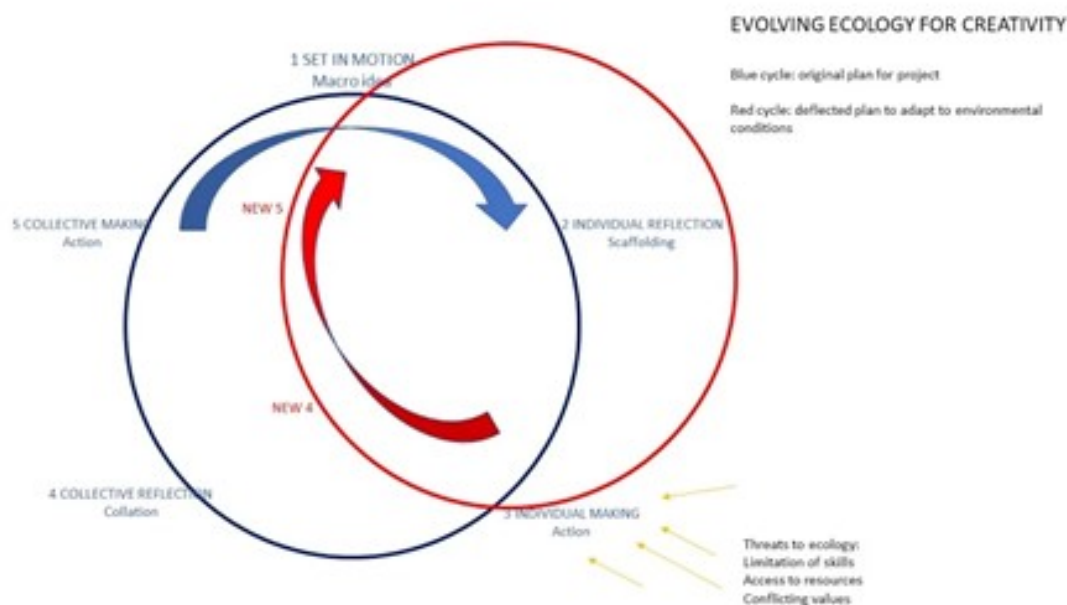 EVOLVING ECOLOGY FOR CREATIVITY
Blue cycle: original plan for project
Red cycle: deflected plan to adapt to environmental
conditions
1 SET IN MOTION
Macro idea
5 COLLECTIVE MAKING
Action
NEW 5
2 INDIVIDUAL REFLECTION
Scaffolding
NEW 4
4 COLLECTIVE REFLECTION
Collation
3 INDIVIDUAL MAKING
Action
Threats to ecology:
Limitation of skills
Access to resources
Conflicting values